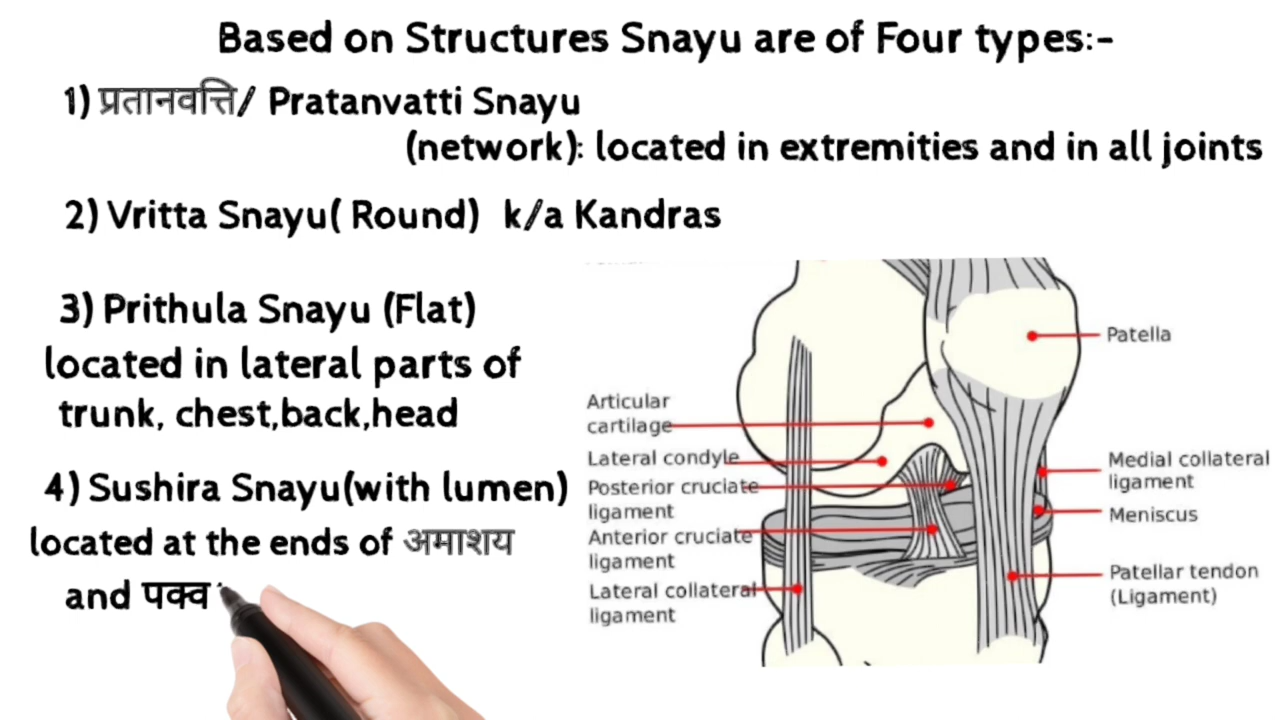 Based on Structures Snayu are of Four types:-
1) प्रतानवत्ति/ Pratanvatti Snayu
(network): located in extremities and in all joints
2) Vritta Snayu( Round) k/a Kandras
3) Prithula Snayu (Flat)
located in lateral parts of
trunk, chest,back,head
4) Sushira Snayu(with lumen)
located at the ends of अमाशय
and पक्व
Patella
Articular
cartilage
Lateral condyle
Posterior cruciate
ligament
Anterior cruciate
ligament
Lateral collateral
ligament
Medial collateral
ligament
Meniscus
Patellar tendon
(Ligament)